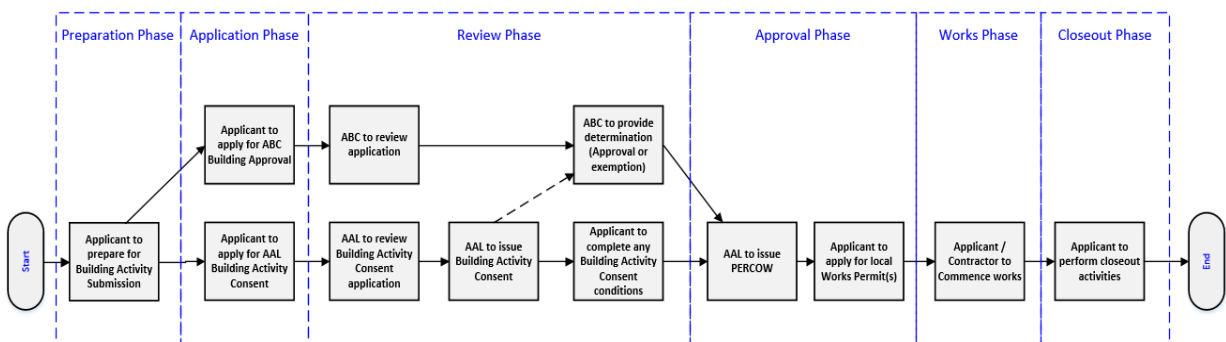 Preparation Phase
Application Phase
Review Phase
Approval Phase
Works Phase
Closeout Phase
Applicant to
apply for ABC
Building Approval
ABC to review
application
ABC to provide
determination
(Approval or
exemption)
Start
Applicant to
prepare for
Building Activity
Submission
Applicant to
apply for AAL
Building Activity
Consent
AAL to review
Building Activity
Consent
application
AAL to issue
Building Activity
Consent
Applicant to
complete any
Building Activity
Consent
conditions
AAL to issue
PERCOW
Applicant to
apply for local
Works Permit(s)
Applicant /
Contractor to
Commence works
Applicant to
perform closeout
activities
End